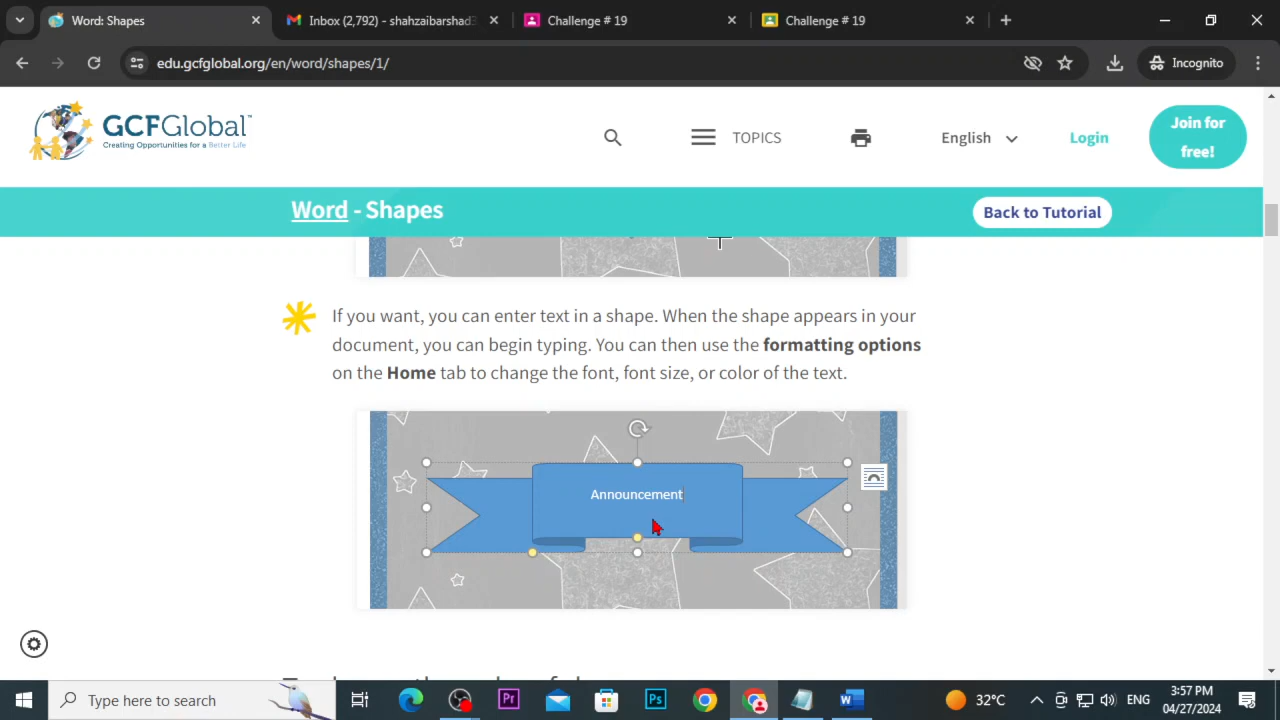 Word: Shapes
Inbox (2,792) - shahzaibarshad3
Challenge # 19
Challenge # 19
edu.gcfglobal.org/en/word/shapes/1/
Incognito
GCFGlobal
Creating Opportunities for a Better Life
TOPICS
English
Login
Join for
free!
Word - Shapes
Back to Tutorial
If you want, you can enter text in a shape. When the shape appears in your
document, you can begin typing. You can then use the formatting options
on the Home tab to change the font, font size, or color of the text.
Announcement
Type here to search
Pr
Ps
32°C
ENG
3:57 PM
04/27/2024